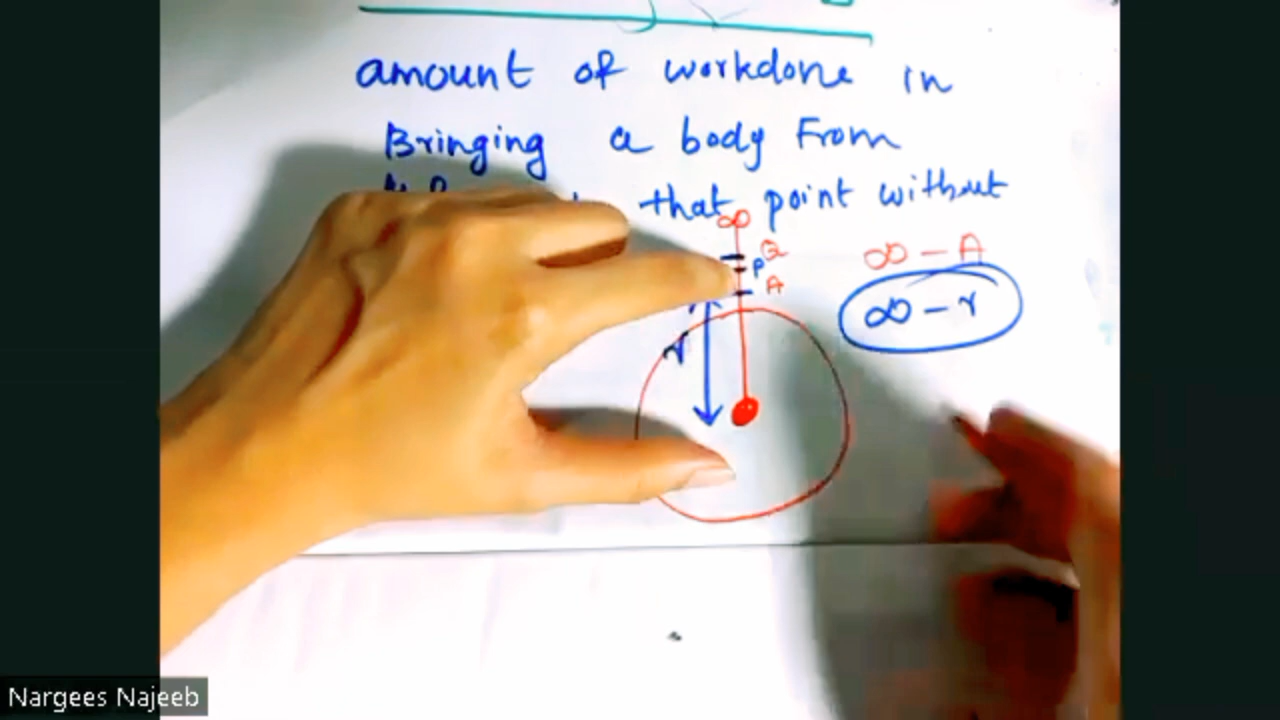 amount of workdone in
Bringing a body From
that point without
∞
Q
P
A
r
∞ - A
∞ - r
Nargees Najeeb